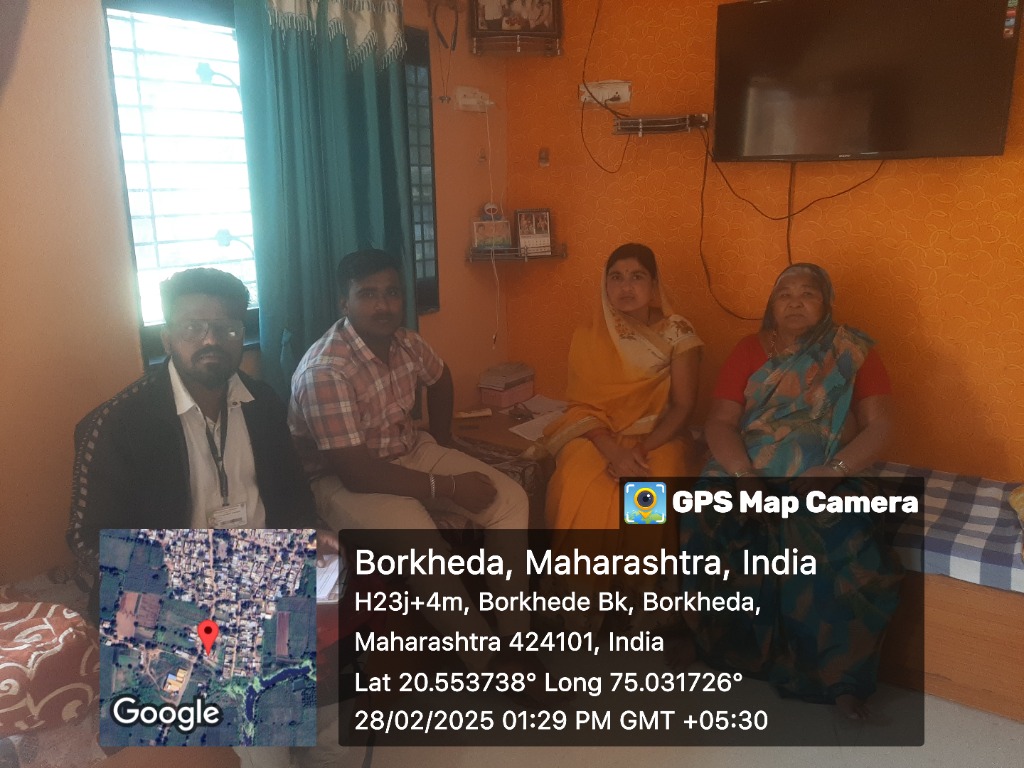 GPS Map Camera
Borkheda, Maharashtra, India
H23j+4m, Borkhede Bk, Borkheda,
Maharashtra 424101, India
Lat 20.553738° Long 75.031726°
28/02/2025 01:29 PM GMT +05:30
Google